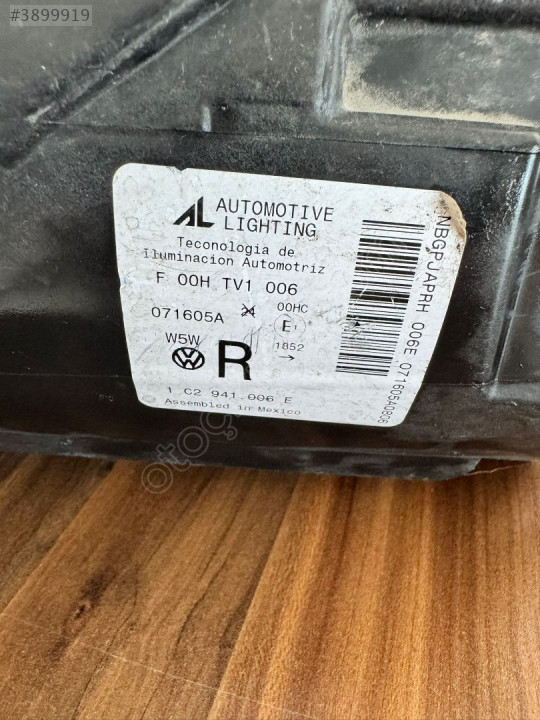 #3899919
AL AUTOMOTIVE
LIGHTING
Teconologia de
Iluminacion Automotriz
F 00H TV1 006
071605A 24 00HC
E1
W5W 1852
R
1 C2 941.006 E
Assembled in Mexico
NBGPJAPRH 006E 071605A0806